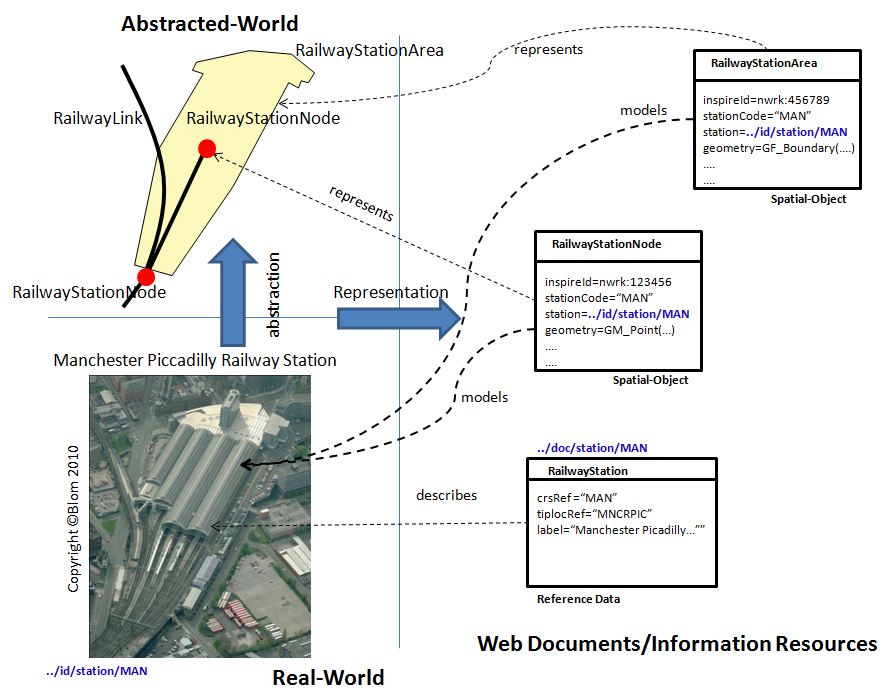 Abstracted-World
RailwayStationArea
RailwayLink
RailwayStationNode
represents
models
RailwayStationArea
inspireId=nwrk:456789
stationCode=“MAN”
station=../id/station/MAN
geometry=GF_Boundary(....)
....
....
Spatial-Object
represents
RailwayStationNode
abstraction
Representation
RailwayStationNode
inspireId=nwrk:123456
stationCode=“MAN”
station=../id/station/MAN
geometry=GM_Point(...)
....
....
Spatial-Object
Manchester Piccadilly Railway Station
models
Copyright ©Blom 2010
describes
../doc/station/MAN
RailwayStation
crsRef =“MAN”
tiplocRef=“MNCRPIC”
label=“Manchester Picadilly...””
Reference Data
Web Documents/Information Resources
../id/station/MAN
Real-World